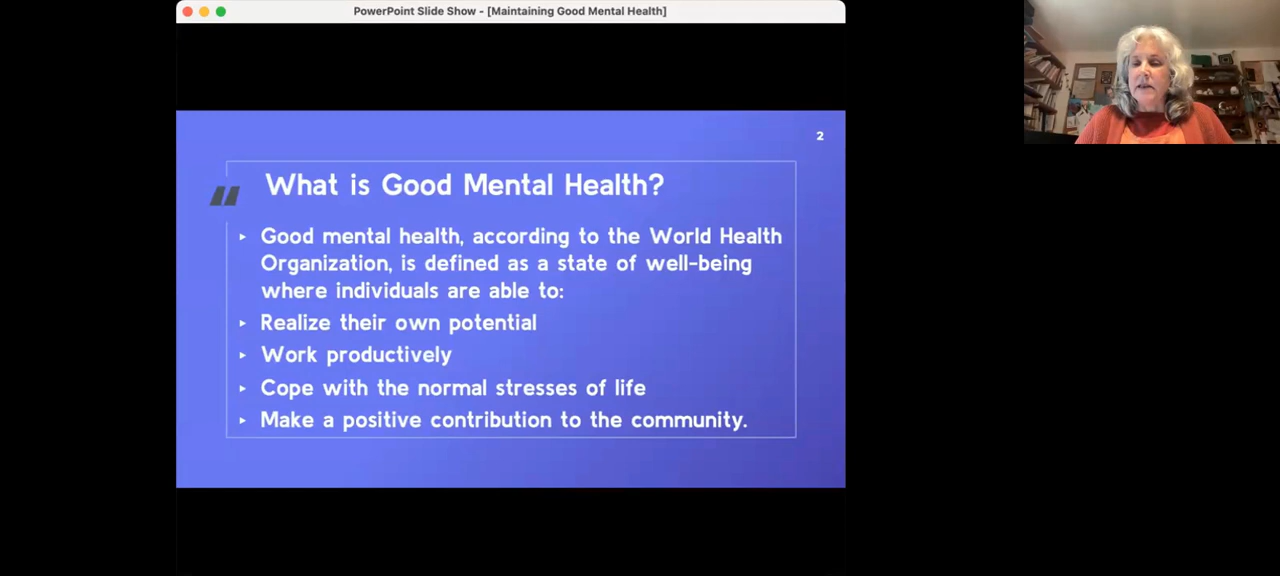 PowerPoint Slide Show - [Maintaining Good Mental Health]
2
“
What is Good Mental Health?
‣ Good mental health, according to the World Health
Organization, is defined as a state of well-being
where individuals are able to:
‣ Realize their own potential
‣ Work productively
‣ Cope with the normal stresses of life
‣ Make a positive contribution to the community.